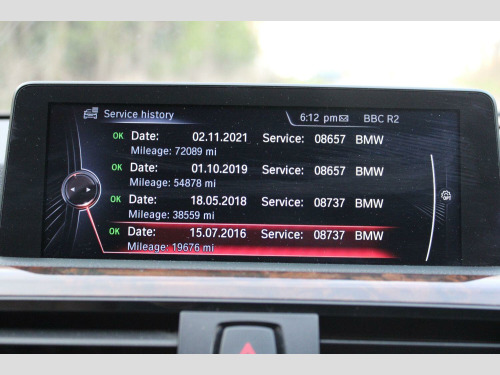 Service history 6:12 pm BBC R2
OK Date: 02.11.2021 Service: 08657 BMW
Mileage: 72089 mi
OK Date: 01.10.2019 Service: 08657 BMW
Mileage: 54878 mi
OK Date: 18.05.2018 Service: 08737 BMW
Mileage: 38559 mi
OK Date: 15.07.2016 Service: 08737 BMW
Mileage: 19676 mi